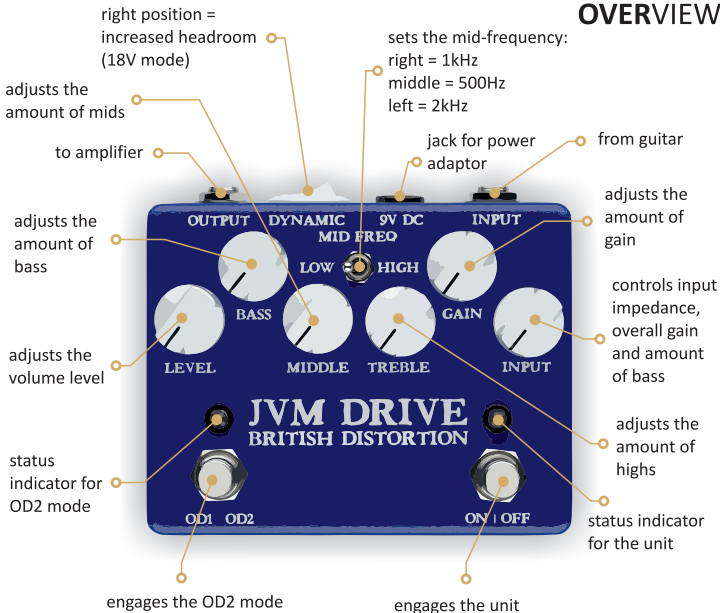 OVERVIEW
right position =
increased headroom
(18V mode)
sets the mid-frequency:
right = 1kHz
middle = 500Hz
left = 2kHz
adjusts the
amount of mids
to amplifier
jack for power
adaptor
from guitar
adjusts the
amount of
bass
adjusts the
amount of
gain
OUTPUT DYNAMIC 9V DC INPUT
MID FREQ
LOW HIGH
BASS GAIN
controls input
impedance,
overall gain
and amount
of bass
adjusts the
volume level
LEVEL MIDDLE TREBLE INPUT
JVM DRIVE
BRITISH DISTORTION
adjusts the
amount of
highs
status
indicator for
OD2 mode
OD1 OD2 ON | OFF
status indicator
for the unit
engages the OD2 mode
engages the unit